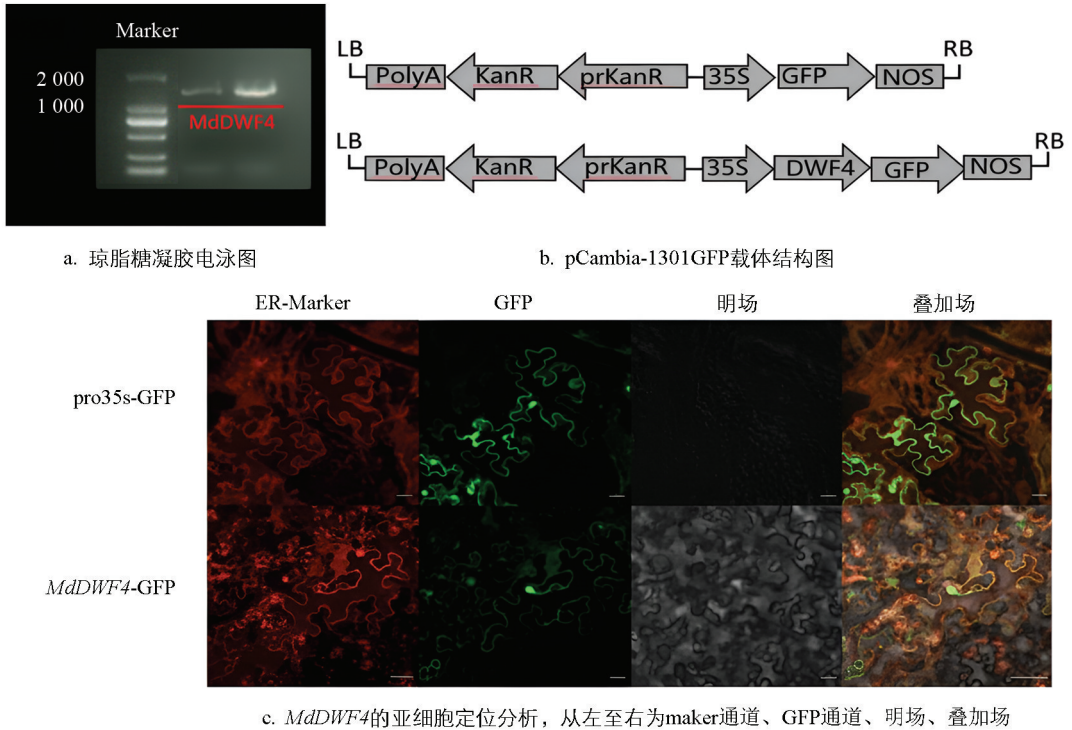 Marker
2 000
1 000
MdDWF4
LB
RB
PolyA KanR prKanR 35S GFP NOS
LB
RB
PolyA KanR prKanR 35S DWF4 GFP NOS
a. 琼脂糖凝胶电泳图
b. pCambia-1301GFP载体结构图
ER-Marker GFP 明场 叠加场
pro35s-GFP
MdDWF4-GFP
c. MdDWF4的亚细胞定位分析，从左至右为maker通道、GFP通道、明场、叠加场